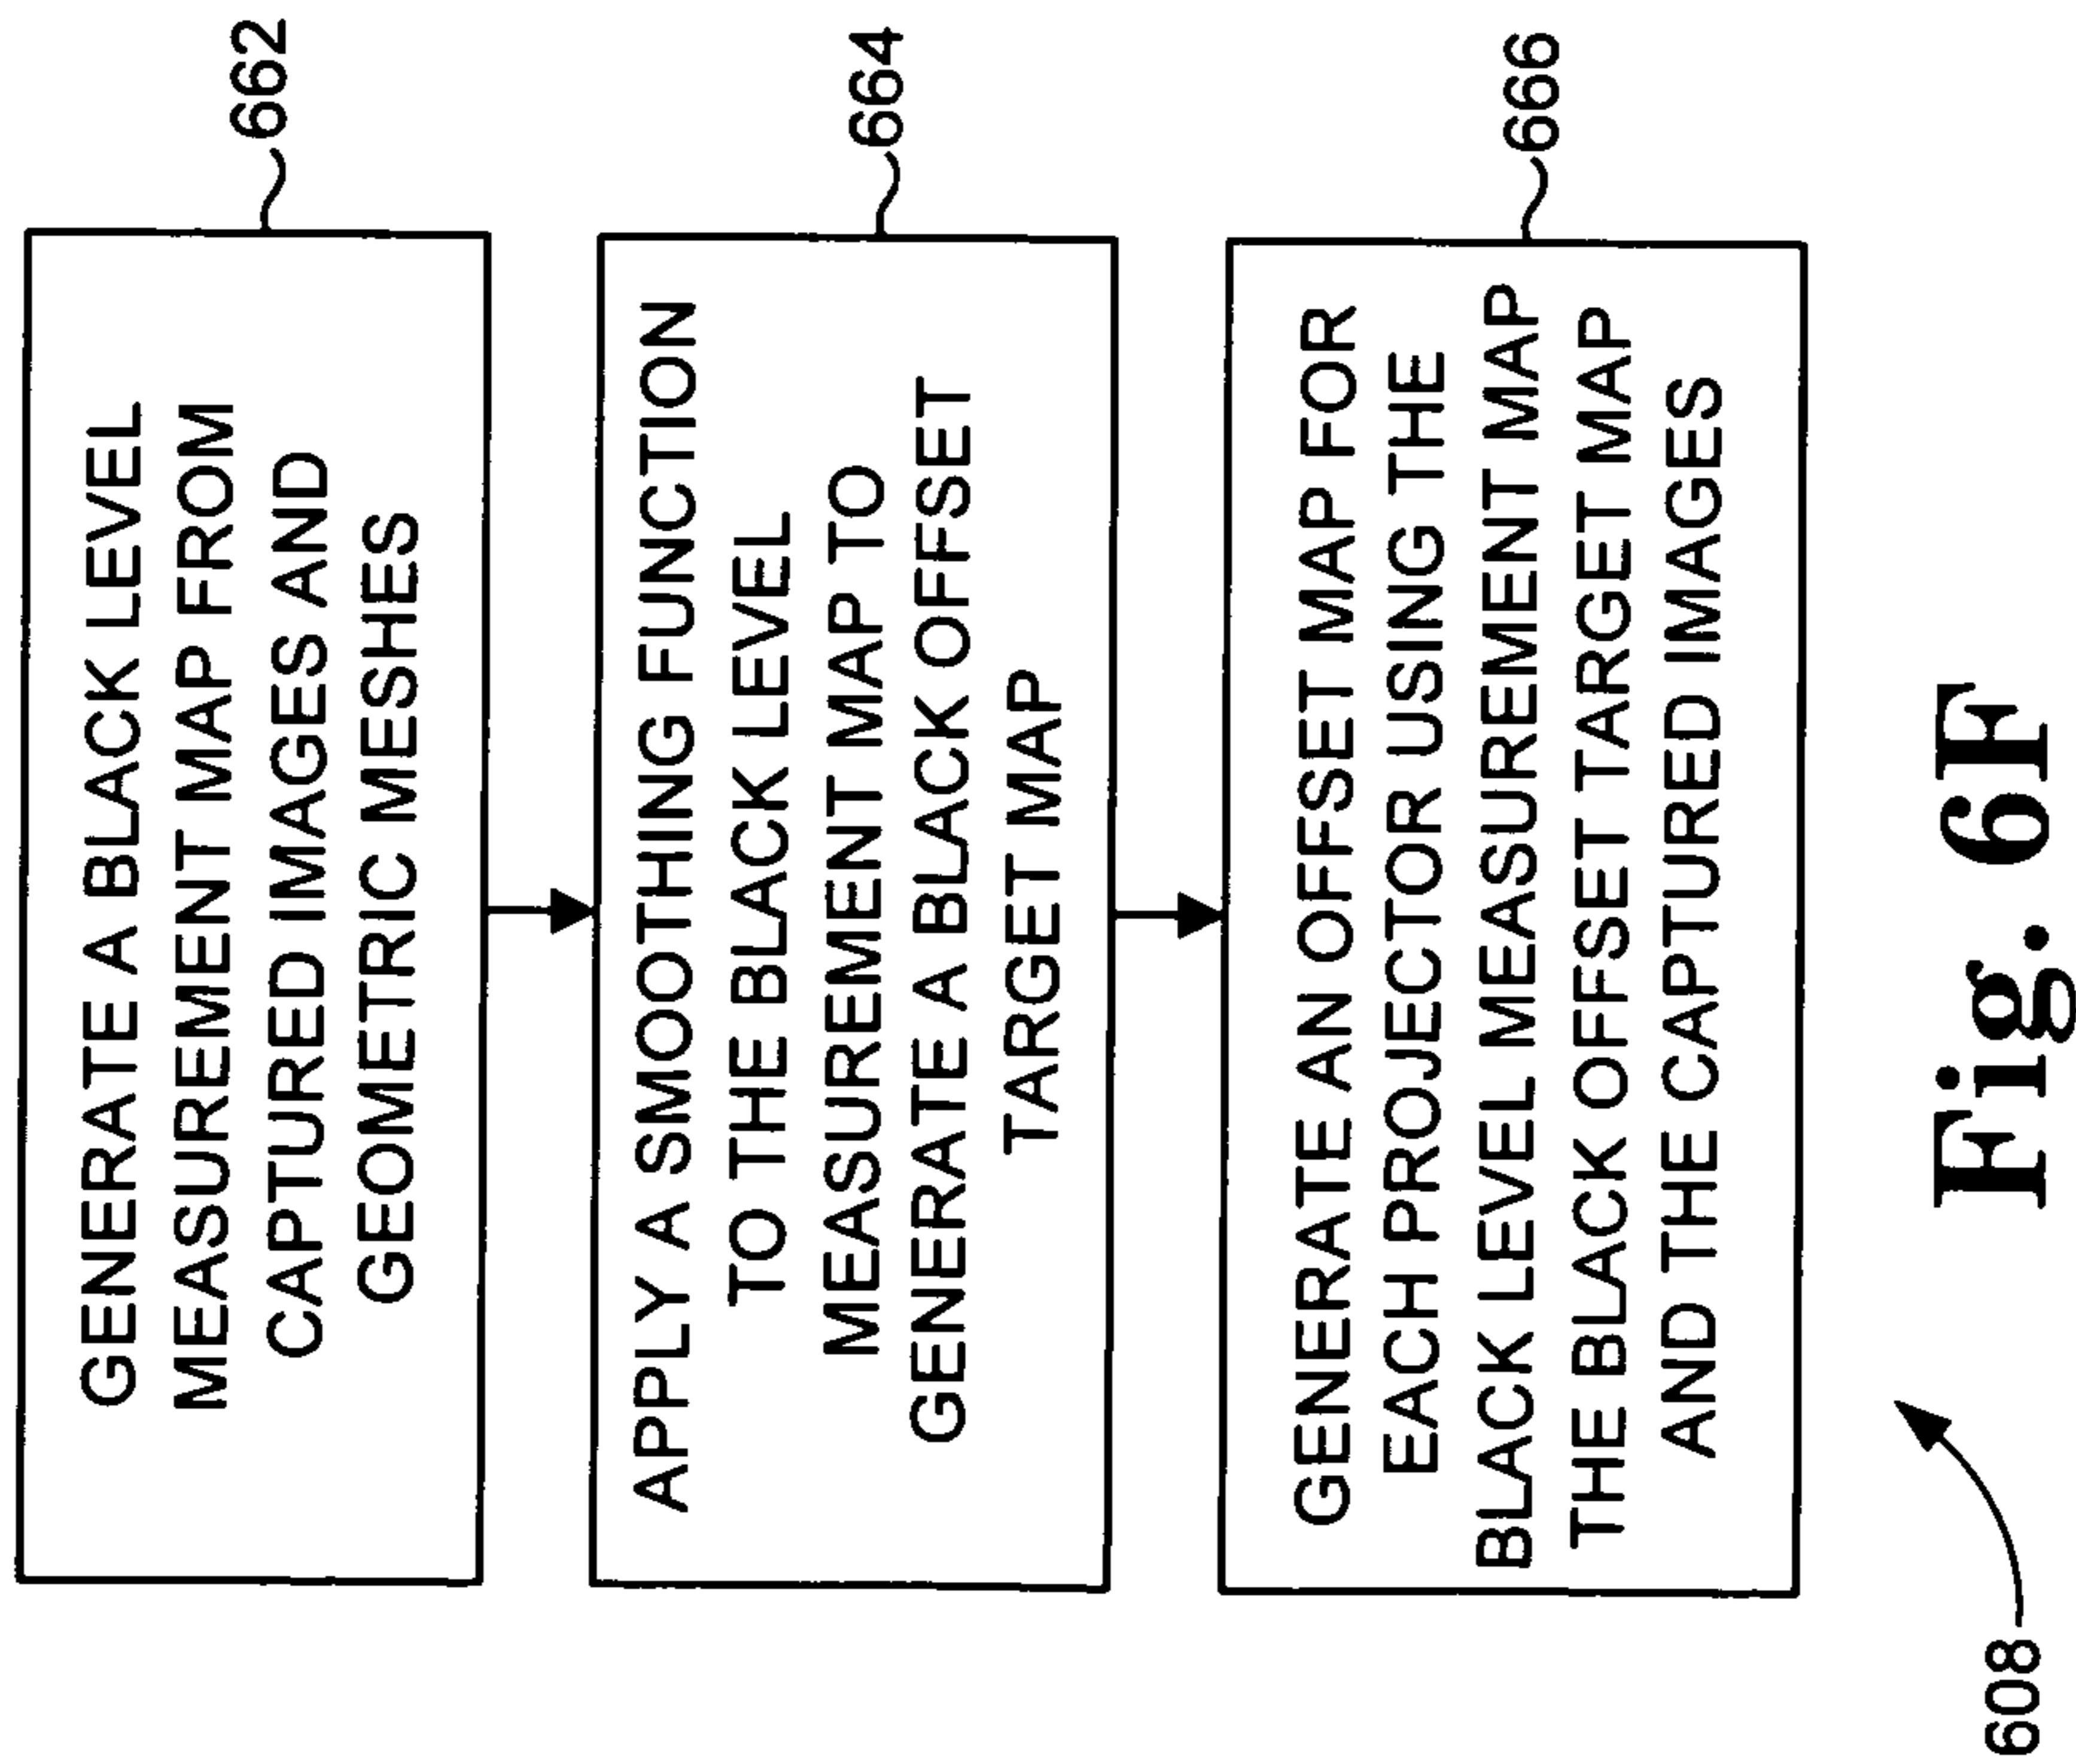 GENERATE A BLACK LEVEL
MEASUREMENT MAP FROM
CAPTURED IMAGES AND
GEOMETRIC MESHES
662
APPLY A SMOOTHING FUNCTION
TO THE BLACK LEVEL
MEASUREMENT MAP TO
GENERATE A BLACK OFFSET
TARGET MAP
664
GENERATE AN OFFSET MAP FOR
EACH PROJECTOR USING THE
BLACK LEVEL MEASUREMENT MAP
THE BLACK OFFSET TARGET MAP
AND THE CAPTURED IMAGES
666
608
Fig. 6F